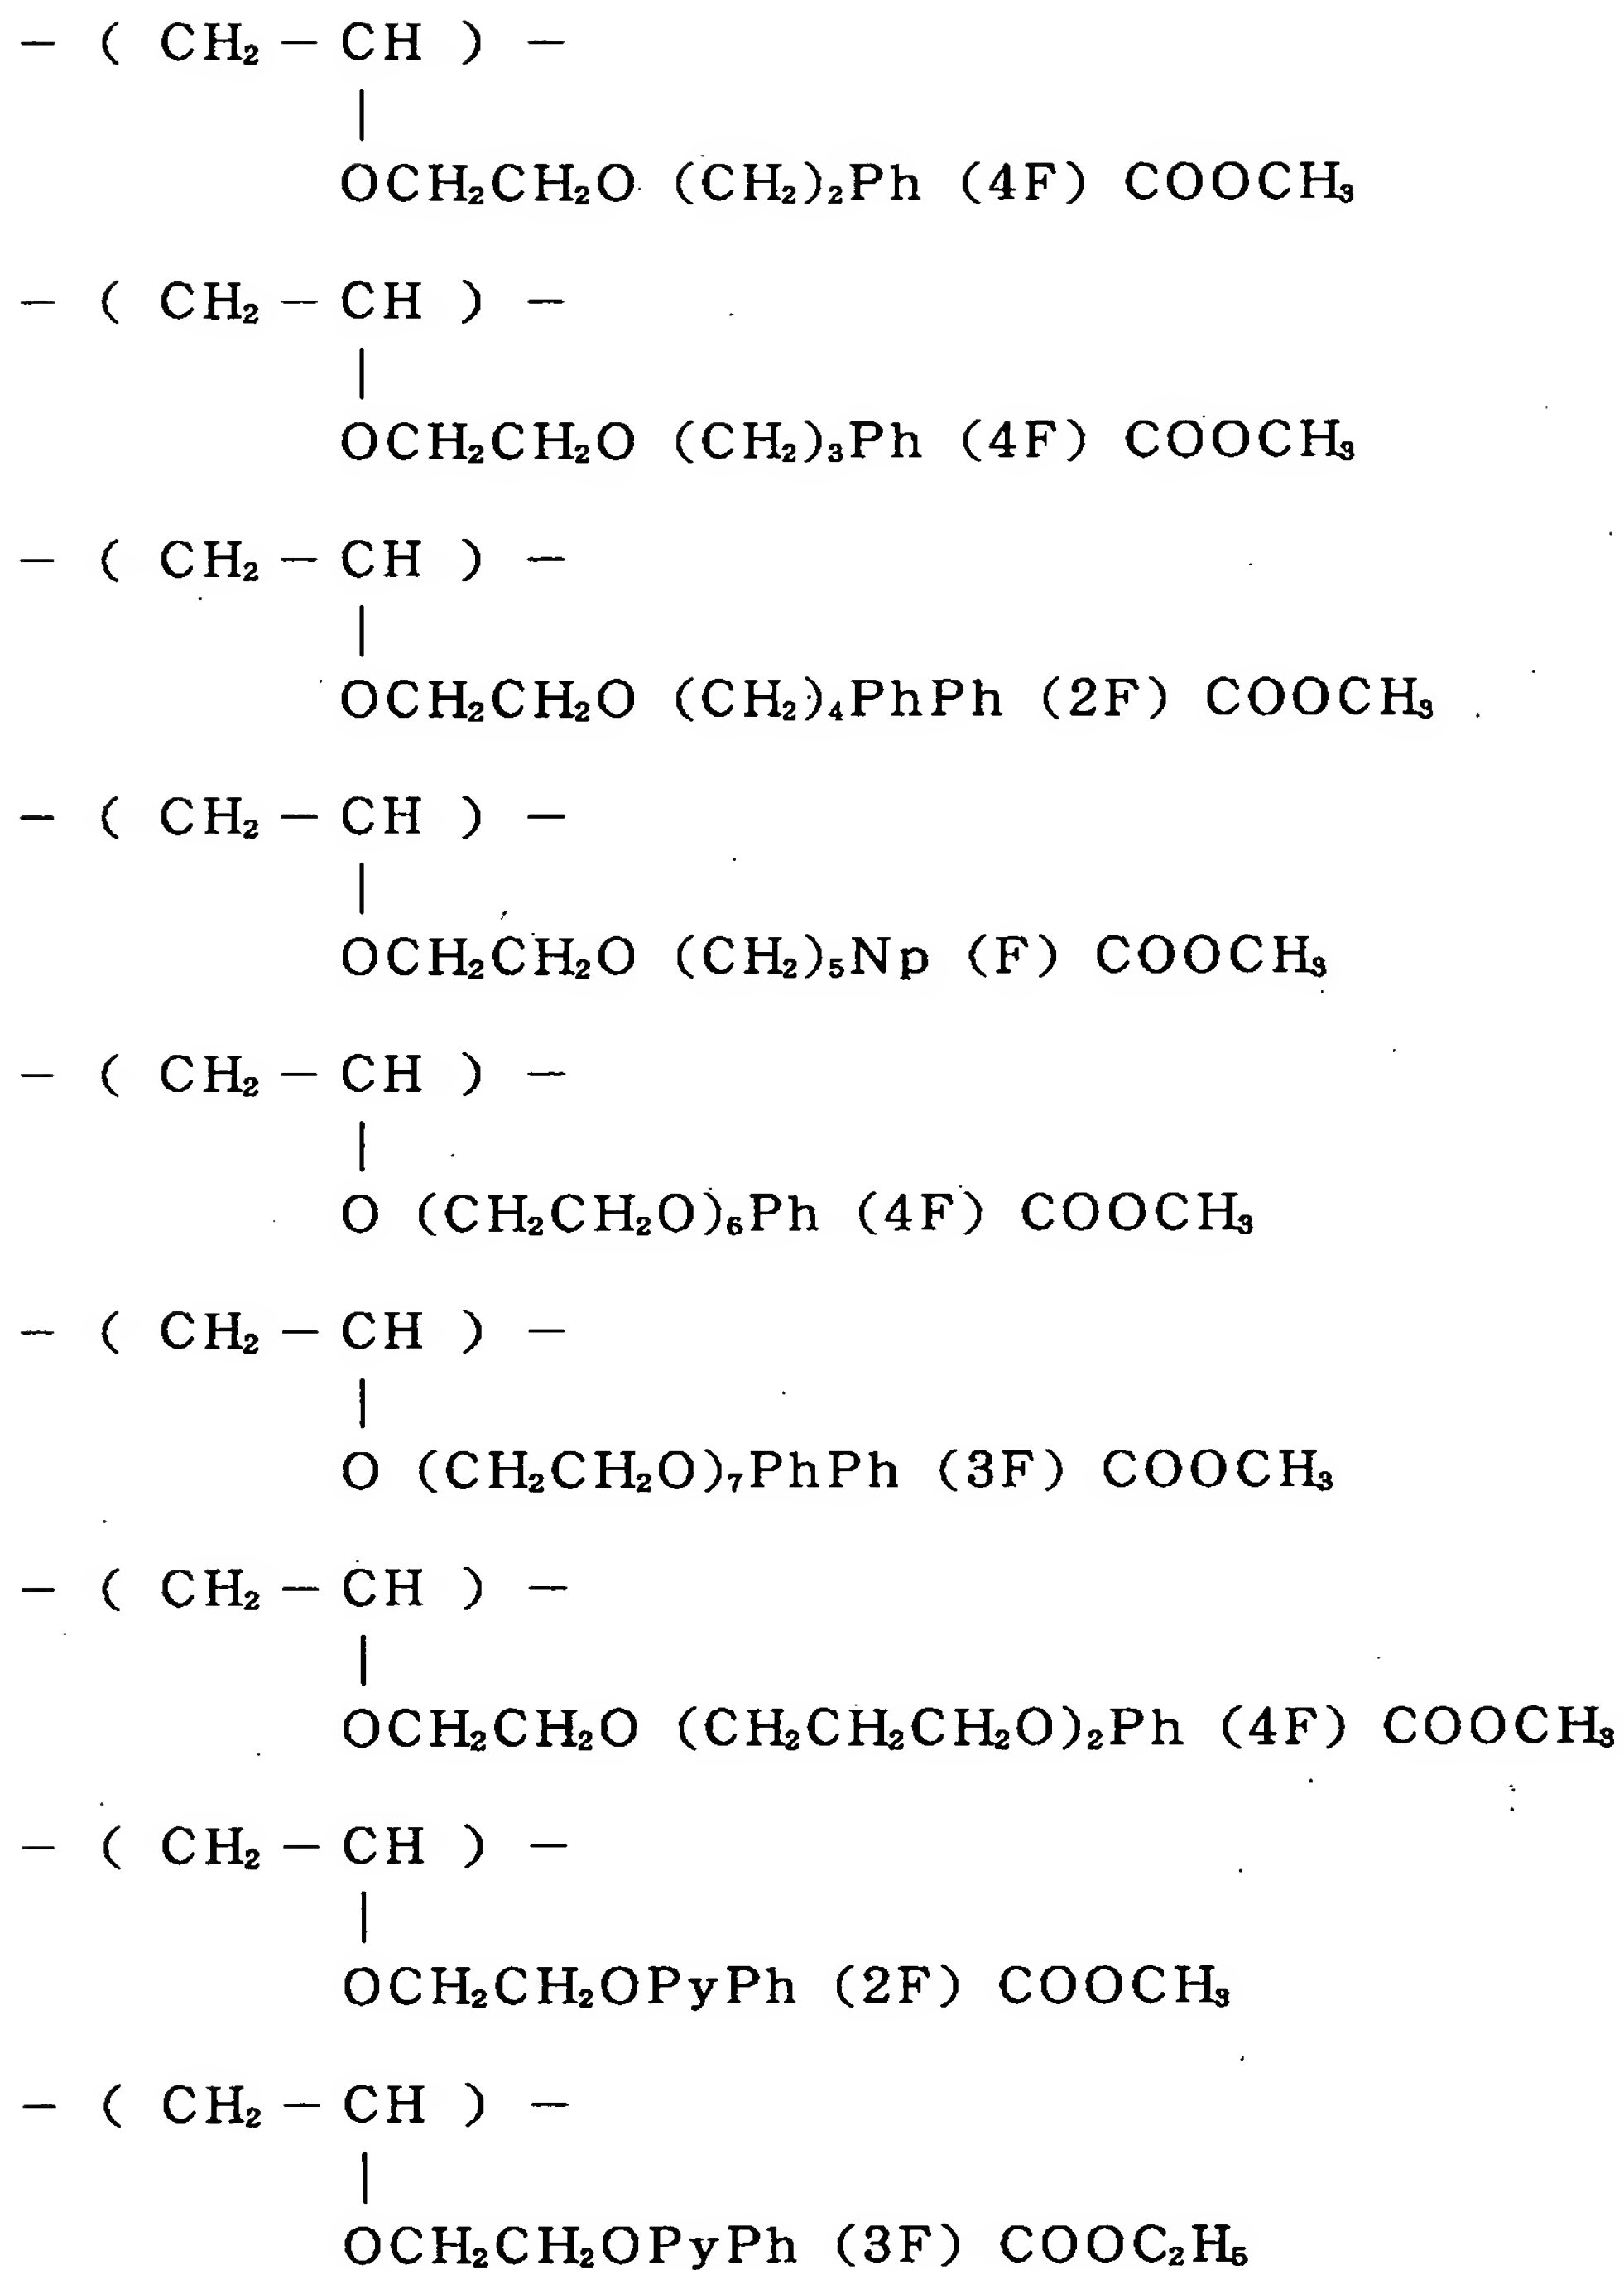 — ( CH₂ — CH ) —
|
OCH₂CH₂O (CH₂)₂Ph (4F) COOCH₃
— ( CH₂ — CH ) —
|
OCH₂CH₂O (CH₂)₃Ph (4F) COOCH₃
— ( CH₂ — CH ) —
|
OCH₂CH₂O (CH₂)₄PhPh (2F) COOCH₃
— ( CH₂ — CH ) —
|
OCH₂CH₂O (CH₂)₅Np (F) COOCH₃
— ( CH₂ — CH ) —
|
O (CH₂CH₂O)₆Ph (4F) COOCH₃
— ( CH₂ — CH ) —
|
O (CH₂CH₂O)₇PhPh (3F) COOCH₃
— ( CH₂ — CH ) —
|
OCH₂CH₂O (CH₂CH₂CH₂O)₂Ph (4F) COOCH₃
— ( CH₂ — CH ) —
|
OCH₂CH₂OPyPh (2F) COOCH₃
— ( CH₂ — CH ) —
|
OCH₂CH₂OPyPh (3F) COOC₂H₅